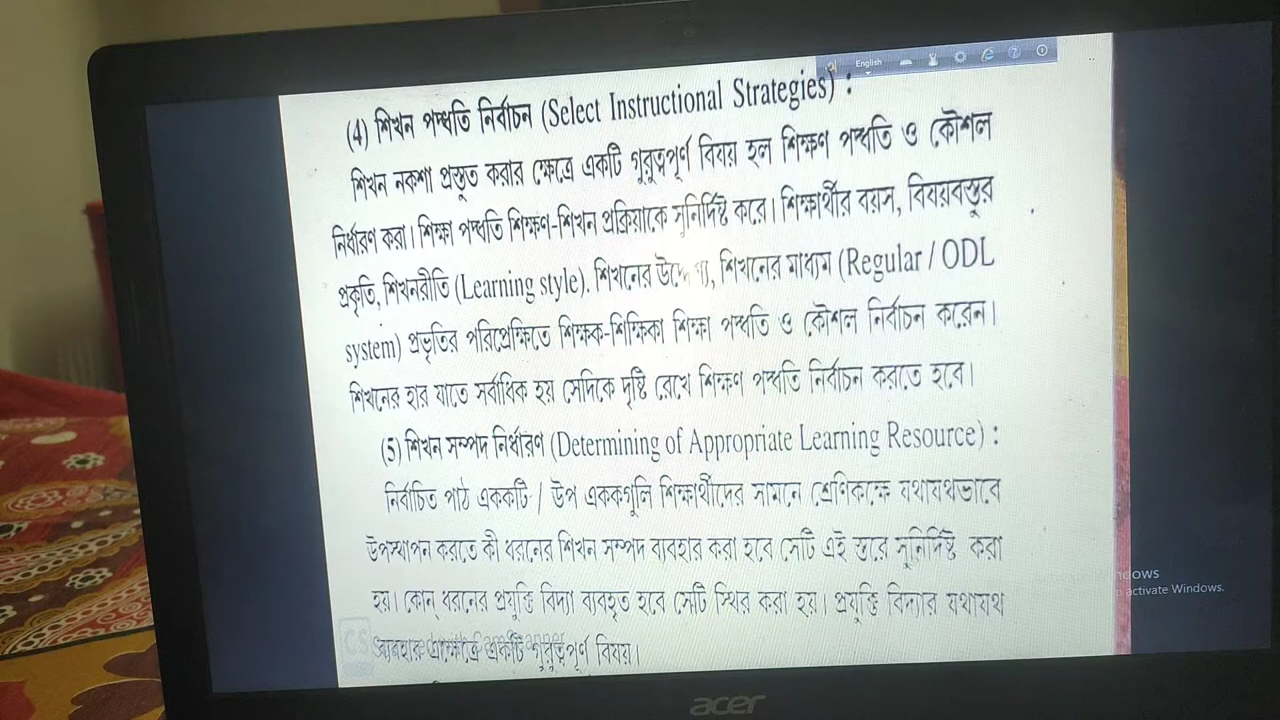 English
(4) শিখন পদ্ধতি নির্বাচন (Select Instructional Strategies) :
শিখন নকশা প্রস্তুত করার ক্ষেত্রে একটি গুরুত্বপূর্ণ বিষয় হল শিক্ষণ পদ্ধতি ও কৌশল
নির্ধারণ করা। শিক্ষা পদ্ধতি শিক্ষণ-শিখন প্রক্রিয়াকে সুনির্দিষ্ট করে। শিক্ষার্থীর বয়স, বিষয়বস্তুর
প্রকৃতি, শিখনরীতি (Learning style). শিখনের শিখনের মাধ্যম (Regular / ODL
system) প্রভৃতির পরিপ্রেক্ষিতে শিক্ষক-শিক্ষিকা শিক্ষা পদ্ধতি ও কৌশল নির্বাচন করেন।
শিখনের হার যাতে সর্বাধিক হয় সেদিকে দৃষ্টি রেখে শিক্ষণ পদ্ধতি নির্বাচন করতে হবে।
(5) শিখন সম্পদ নির্ধারণ (Determining of Appropriate Learning Resource) :
নির্বাচিত পাঠ এককটি / উপ এককগুলি শিক্ষার্থীদের সামনে শ্রেণিকক্ষে যথাযথভাবে
উপস্থাপন করতে কী ধরনের শিখন সম্পদ ব্যবহার করা হবে সেটি এই স্তরে সুনির্দিষ্ট করা
হয়। কোন্ ধরনের প্রযুক্তি বিদ্যা ব্যবহৃত হবে সেটি স্থির করা হয়। প্রযুক্তি বিদ্যার যথাযথ
ব্যবহার এক্ষেত্রে একটি গুরুত্বপূর্ণ বিষয়।
CS
activate Windows.
acer